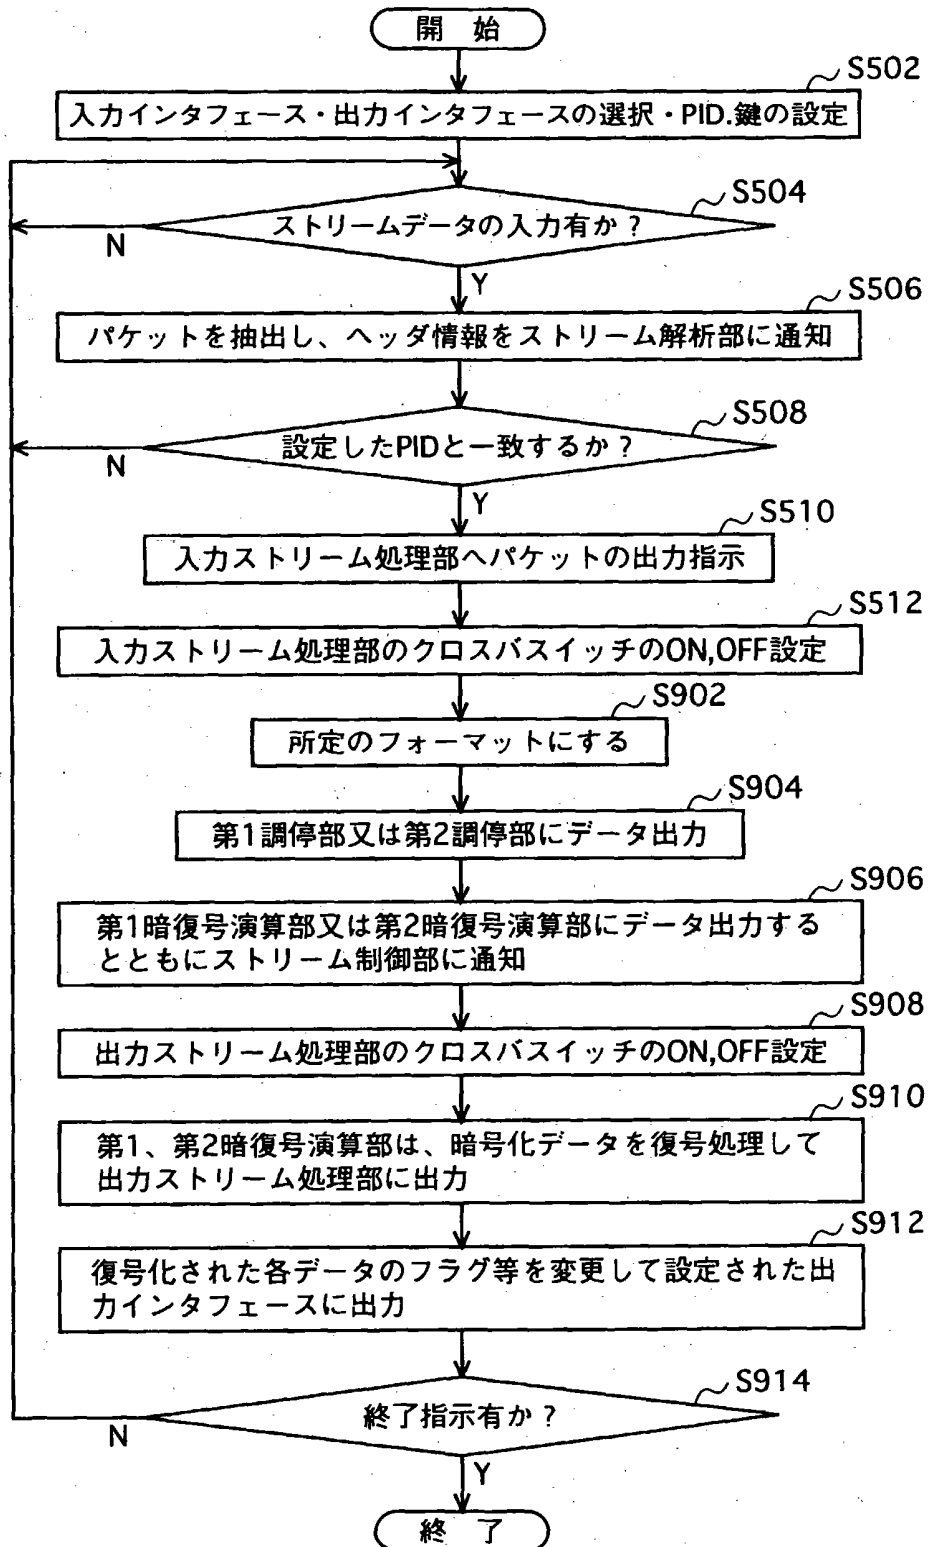 開 始
S502
入力インタフェース・出力インタフェースの選択・PID.鍵の設定
S504
ストリームデータの入力有か？
N
Y
S506
パケットを抽出し、ヘッダ情報をストリーム解析部に通知
S508
設定したPIDと一致するか？
N
Y
S510
入力ストリーム処理部へパケットの出力指示
S512
入力ストリーム処理部のクロスバスイッチのON,OFF設定
S902
所定のフォーマットにする
S904
第1調停部又は第2調停部にデータ出力
S906
第1暗復号演算部又は第2暗復号演算部にデータ出力する
とともにストリーム制御部に通知
S908
出力ストリーム処理部のクロスバスイッチのON,OFF設定
S910
第1、第2暗復号演算部は、暗号化データを復号処理して
出力ストリーム処理部に出力
S912
復号化された各データのフラグ等を変更して設定された出
力インタフェースに出力
S914
終了指示有か？
N
Y
終 了